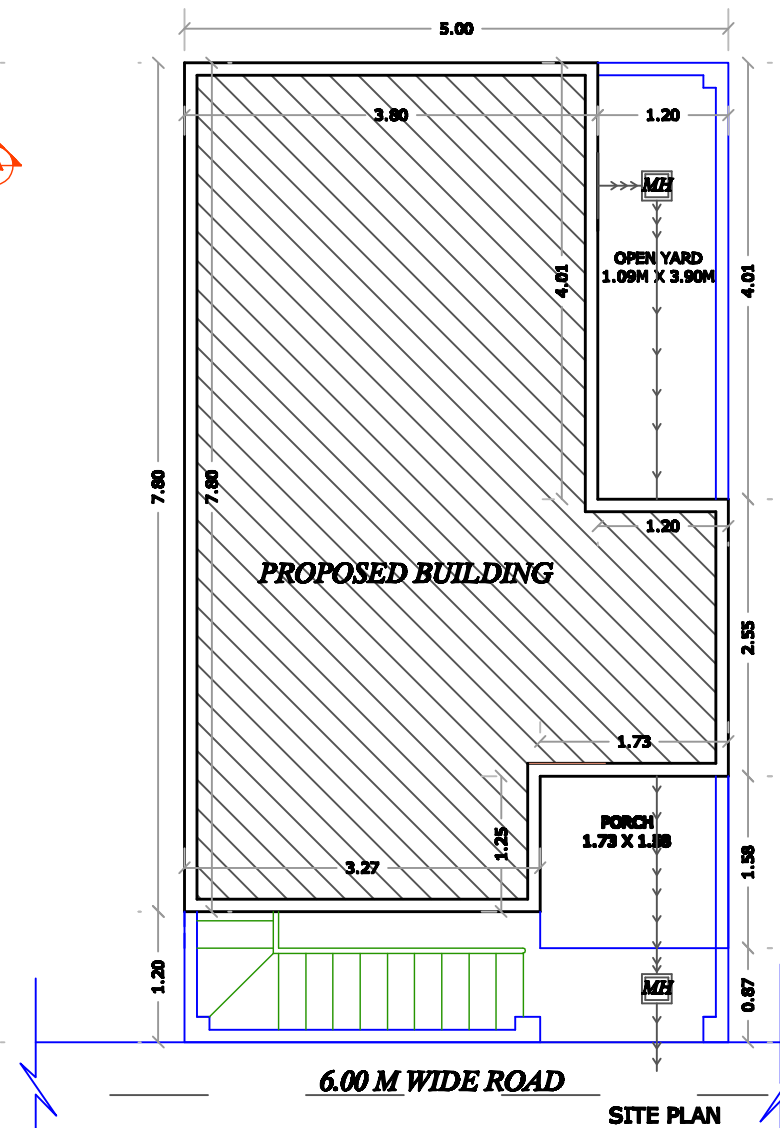 5.00
3.80
1.20
MH
OPEN YARD
1.09M X 3.90M
4.01
4.01
7.80
7.80
1.20
PROPOSED BUILDING
2.55
1.73
PORCH
1.73 X
1.25
1.58
3.27
1.20
MH
0.87
6.00 M WIDE ROAD
SITE PLAN